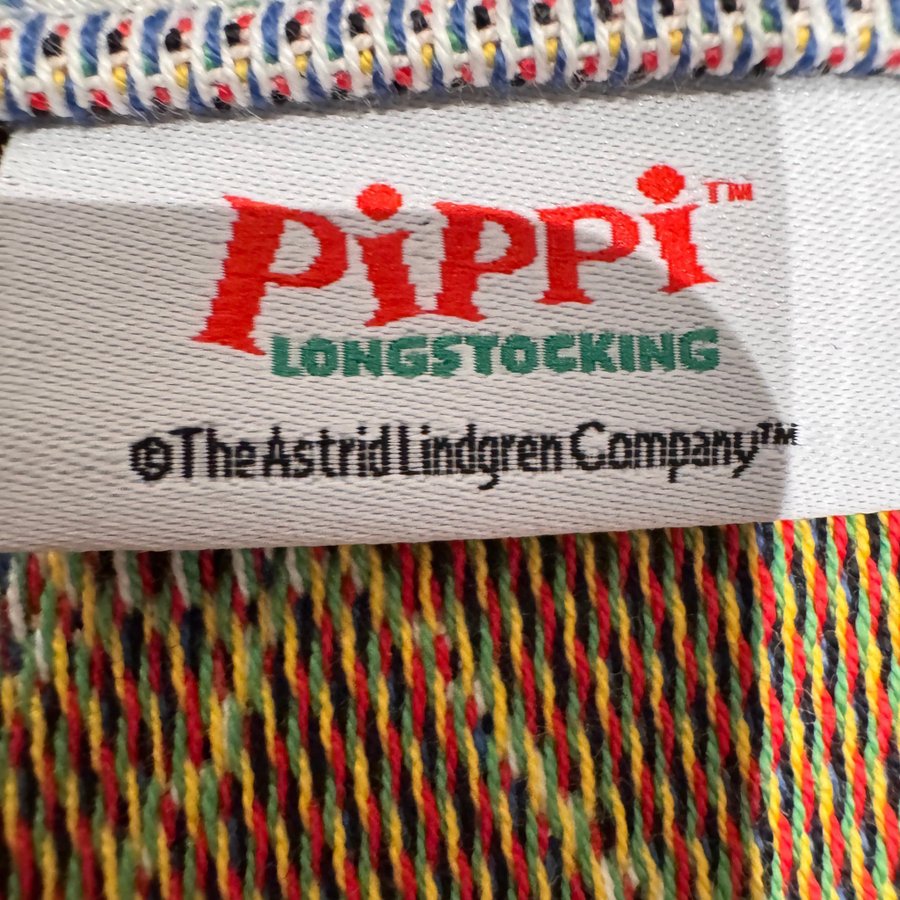 PiPPi™
LONGSTOCKING
©The Astrid Lindgren Company™